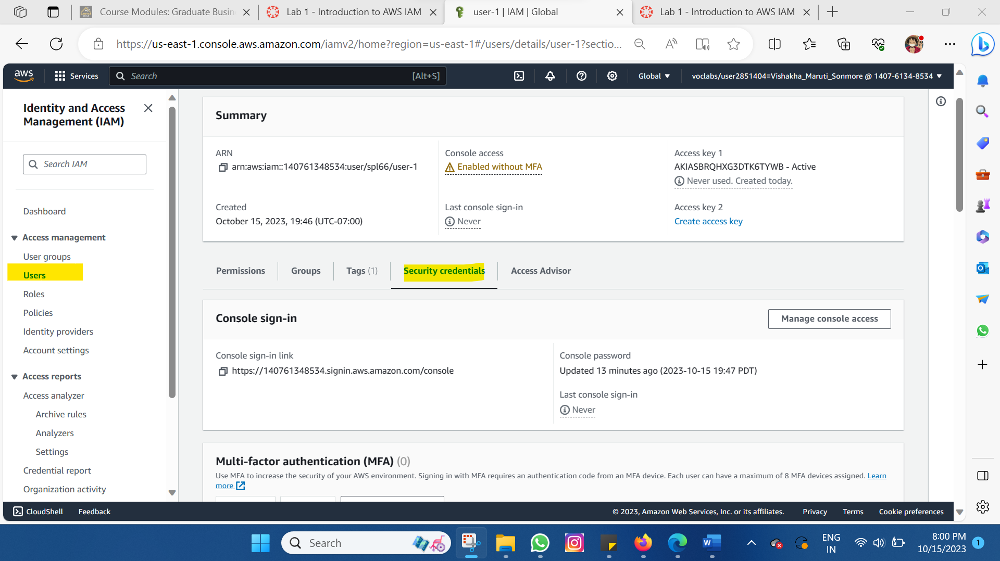 Course Modules: Graduate Busin
Lab 1 - Introduction to AWS IAM
user-1 | IAM | Global
Lab 1 - Introduction to AWS IAM
https://us-east-1.console.aws.amazon.com/iamv2/home?region=us-east-1#/users/details/user-1?sectio...
aws
Services
Search
[Alt+S]
Global
voclabs/user2851404=Vishakha_Maruti_Sonmore @ 1407-6134-8534
Identity and Access
Management (IAM)
Search IAM
Dashboard
Access management
User groups
Users
Roles
Policies
Identity providers
Account settings
Access reports
Access analyzer
Archive rules
Analyzers
Settings
Credential report
Organization activity
Summary
ARN
arn:aws:iam::140761348534:user/spl66/user-1
Console access
Enabled without MFA
Access key 1
AKIASBRQHXG3DTK6TYWB - Active
Never used. Created today.
Created
October 15, 2023, 19:46 (UTC-07:00)
Last console sign-in
Never
Access key 2
Create access key
Permissions
Groups
Tags (1)
Security credentials
Access Advisor
Console sign-in
Manage console access
Console sign-in link
https://140761348534.signin.aws.amazon.com/console
Console password
Updated 13 minutes ago (2023-10-15 19:47 PDT)
Last console sign-in
Never
Multi-factor authentication (MFA) (0)
Use MFA to increase the security of your AWS environment. Signing in with MFA requires an authentication code from an MFA device. Each user can have a maximum of 8 MFA devices assigned. Learn
more
CloudShell
Feedback
© 2023, Amazon Web Services, Inc. or its affiliates.
Privacy
Terms
Cookie preferences
Search
ENG
IN
8:00 PM
10/15/2023
1